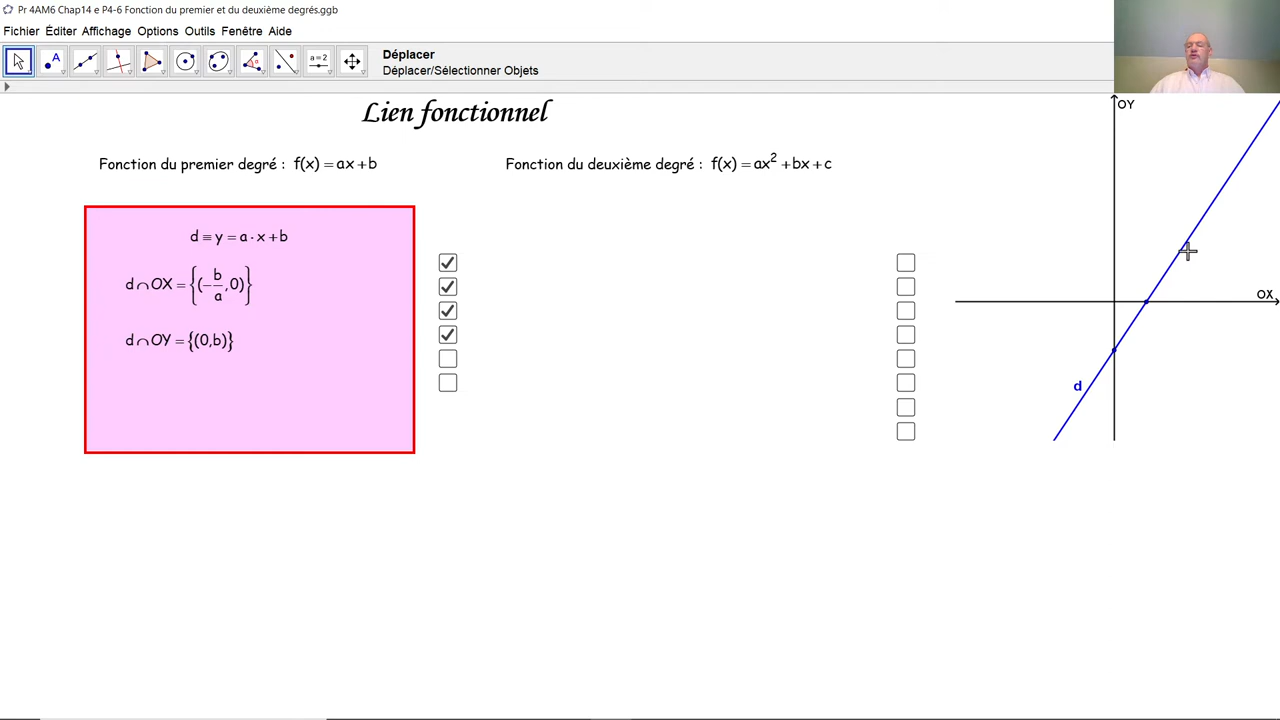 Pr 4AM6 Chap14 e P4-6 Fonction du premier et du deuxième degrés.ggb
Fichier Éditer Affichage Options Outils Fenêtre Aide
A α a=2
Déplacer
Déplacer/Sélectionner Objets
Lien fonctionnel
OY
Fonction du premier degré : f(x) = ax+b
Fonction du deuxième degré : f(x) = ax² +bx+c
d ≡ y = a·x+b
d∩OX = {(-b/a,0)}
OX
d∩OY = {(0,b)}
d